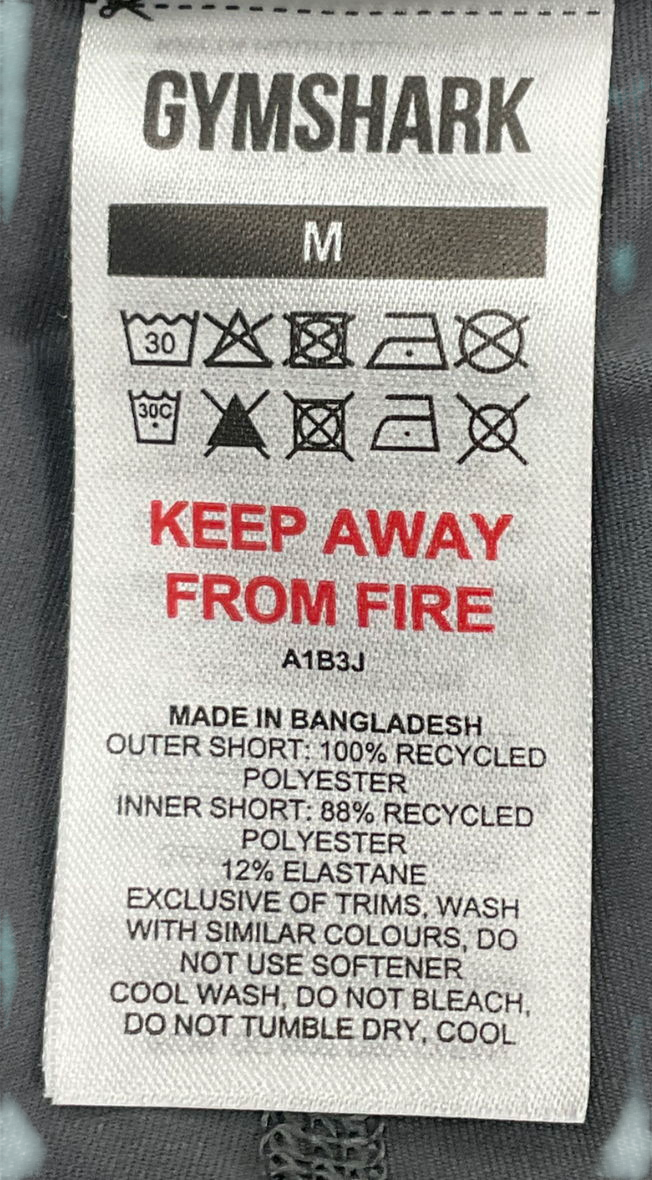 GYMSHARK
M
30
30C
KEEP AWAY
FROM FIRE
A1B3J
MADE IN BANGLADESH
OUTER SHORT: 100% RECYCLED
POLYESTER
INNER SHORT: 88% RECYCLED
POLYESTER
12% ELASTANE
EXCLUSIVE OF TRIMS, WASH
WITH SIMILAR COLOURS, DO
NOT USE SOFTENER
COOL WASH, DO NOT BLEACH,
DO NOT TUMBLE DRY, COOL